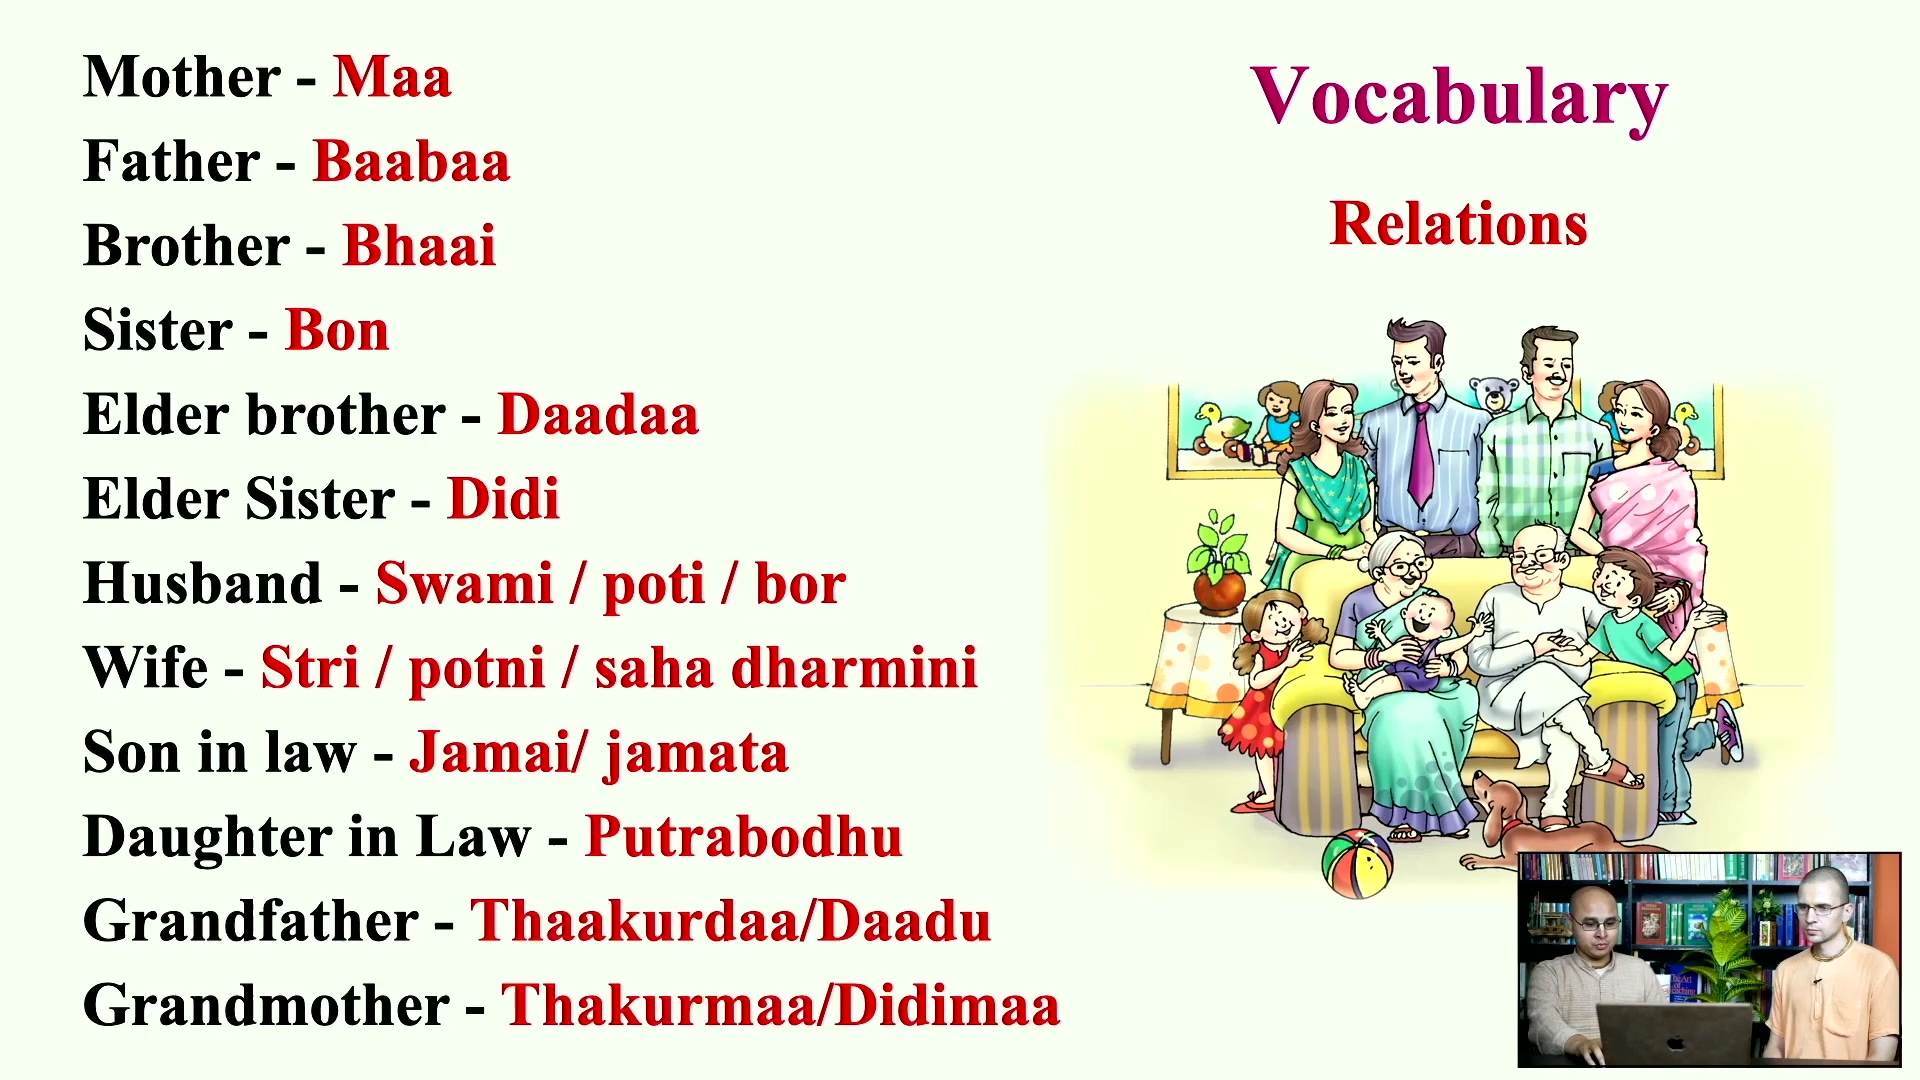 Mother - Maa
Father - Baabaa
Brother - Bhaai
Sister - Bon
Elder brother - Daadaa
Elder Sister - Didi
Husband - Swami / poti / bor
Wife - Stri / potni / saha dharmini
Son in law - Jamai/ jamata
Daughter in Law - Putrabodhu
Grandfather - Thaakurdaa/Daadu
Grandmother - Thakurmaa/Didimaa
Vocabulary
Relations